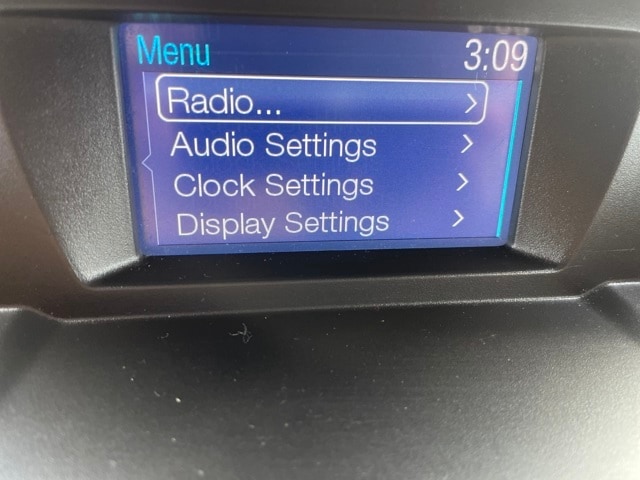 Menu 3:09
Radio...
Audio Settings
Clock Settings
Display Settings